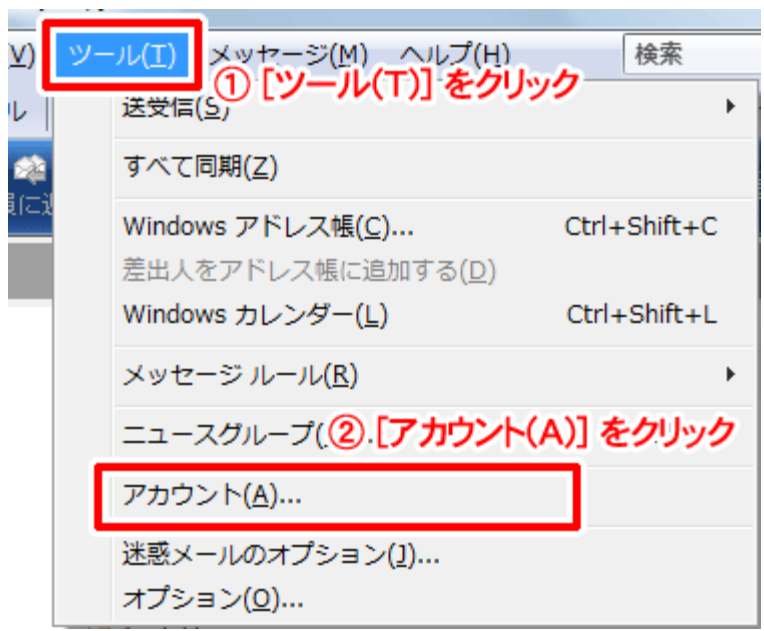 (V) ツール(T) メッセージ(M) ヘルプ(H) 検索
① [ツール(T)] をクリック
ル 送受信(S)
すべて同期(Z)
Windows アドレス帳(C)... Ctrl+Shift+C
差出人をアドレス帳に追加する(D)
Windows カレンダー(L) Ctrl+Shift+L
メッセージ ルール(R)
ニュースグループ(
② [アカウント(A)] をクリック
アカウント(A)...
迷惑メールのオプション(J)...
オプション(O)...